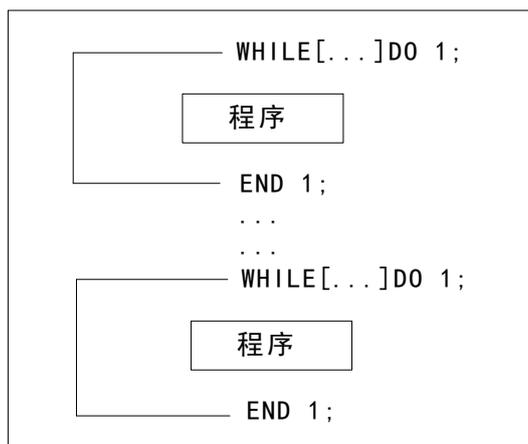 WHILE[...]DO 1;
程序
END 1;
...
...
WHILE[...]DO 1;
程序
END 1;